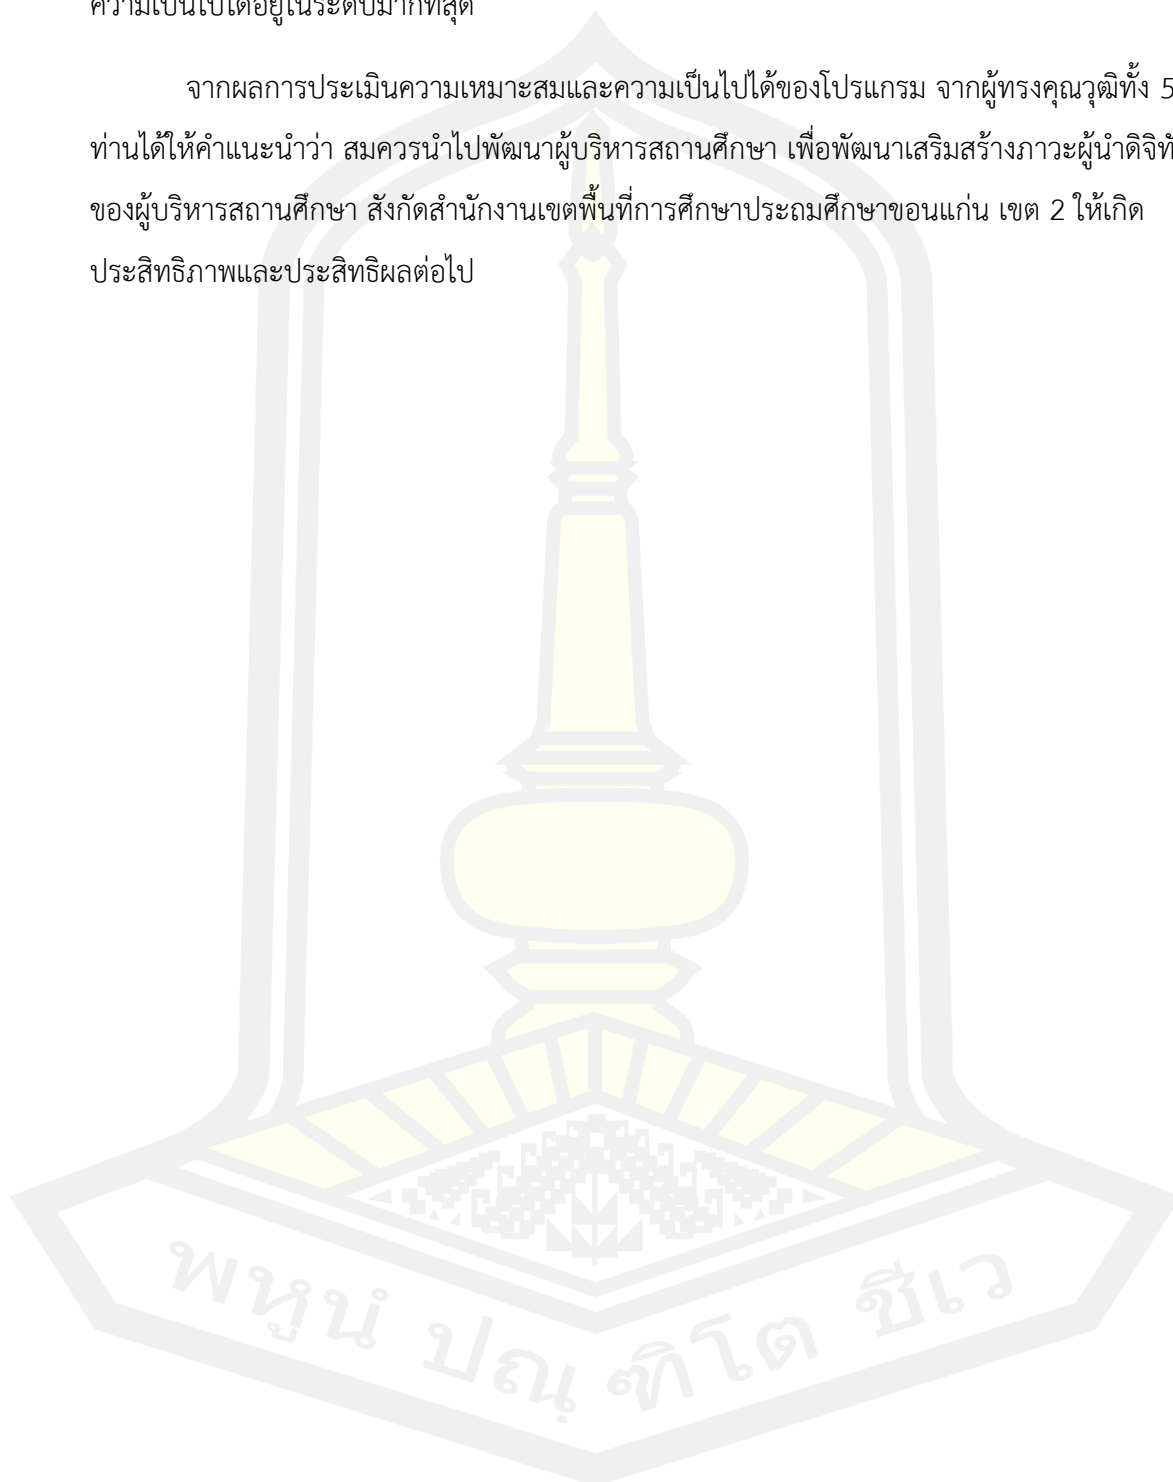 ความเป็นไปได้อยู่ในระดับมากที่สุด
จากผลการประเมินความเหมาะสมและความเป็นไปได้ของโปรแกรม จากผู้ทรงคุณวุฒิทั้ง 5
ท่านได้ให้คำแนะนำว่า สมควรนำไปพัฒนาผู้บริหารสถานศึกษา เพื่อพัฒนาเสริมสร้างภาวะผู้นำดิจิทั
ของผู้บริหารสถานศึกษา สังกัดสำนักงานเขตพื้นที่การศึกษาประถมศึกษาขอนแก่น เขต 2 ให้เกิด
ประสิทธิภาพและประสิทธิผลต่อไป
พหูนํ ปณฺฑิโต ชีเว